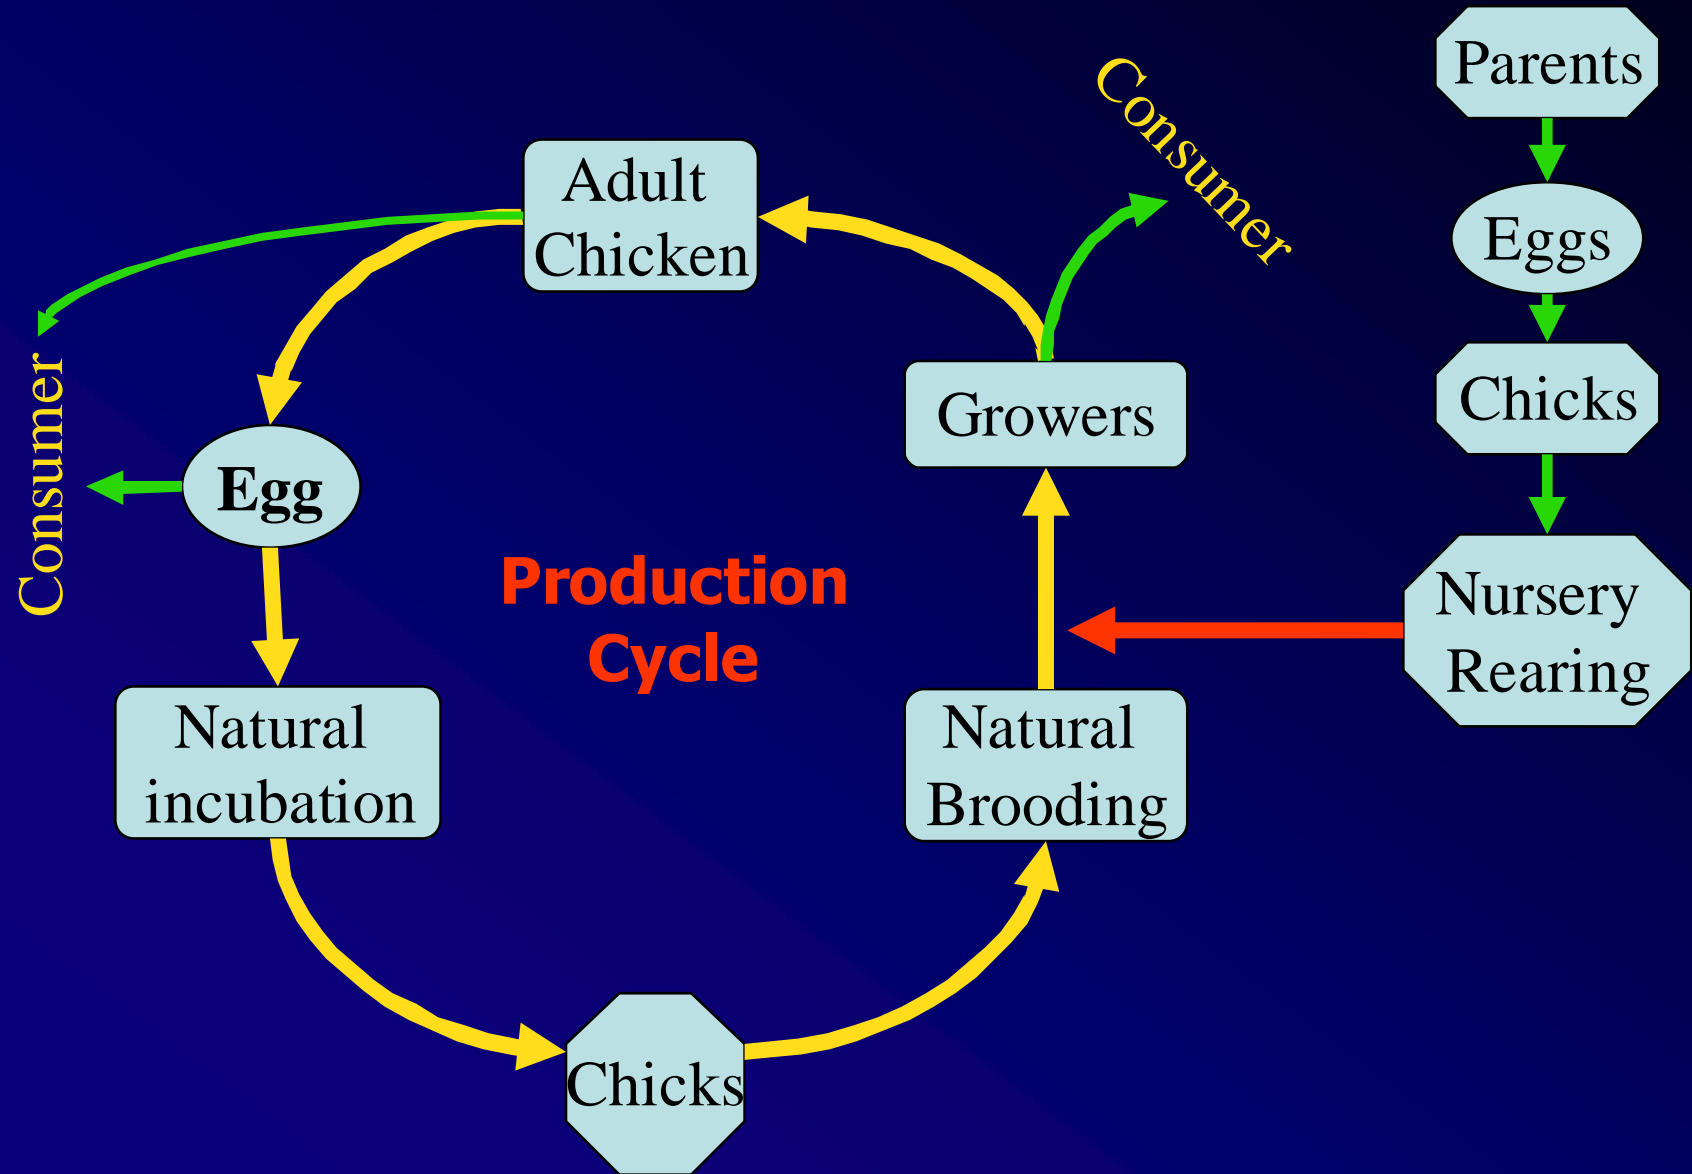 Parents
Consumer
Adult
Chicken
Eggs
Chicks
Consumer
Growers
Egg
Production
Cycle
Nursery
Rearing
Natural
incubation
Natural
Brooding
Chicks